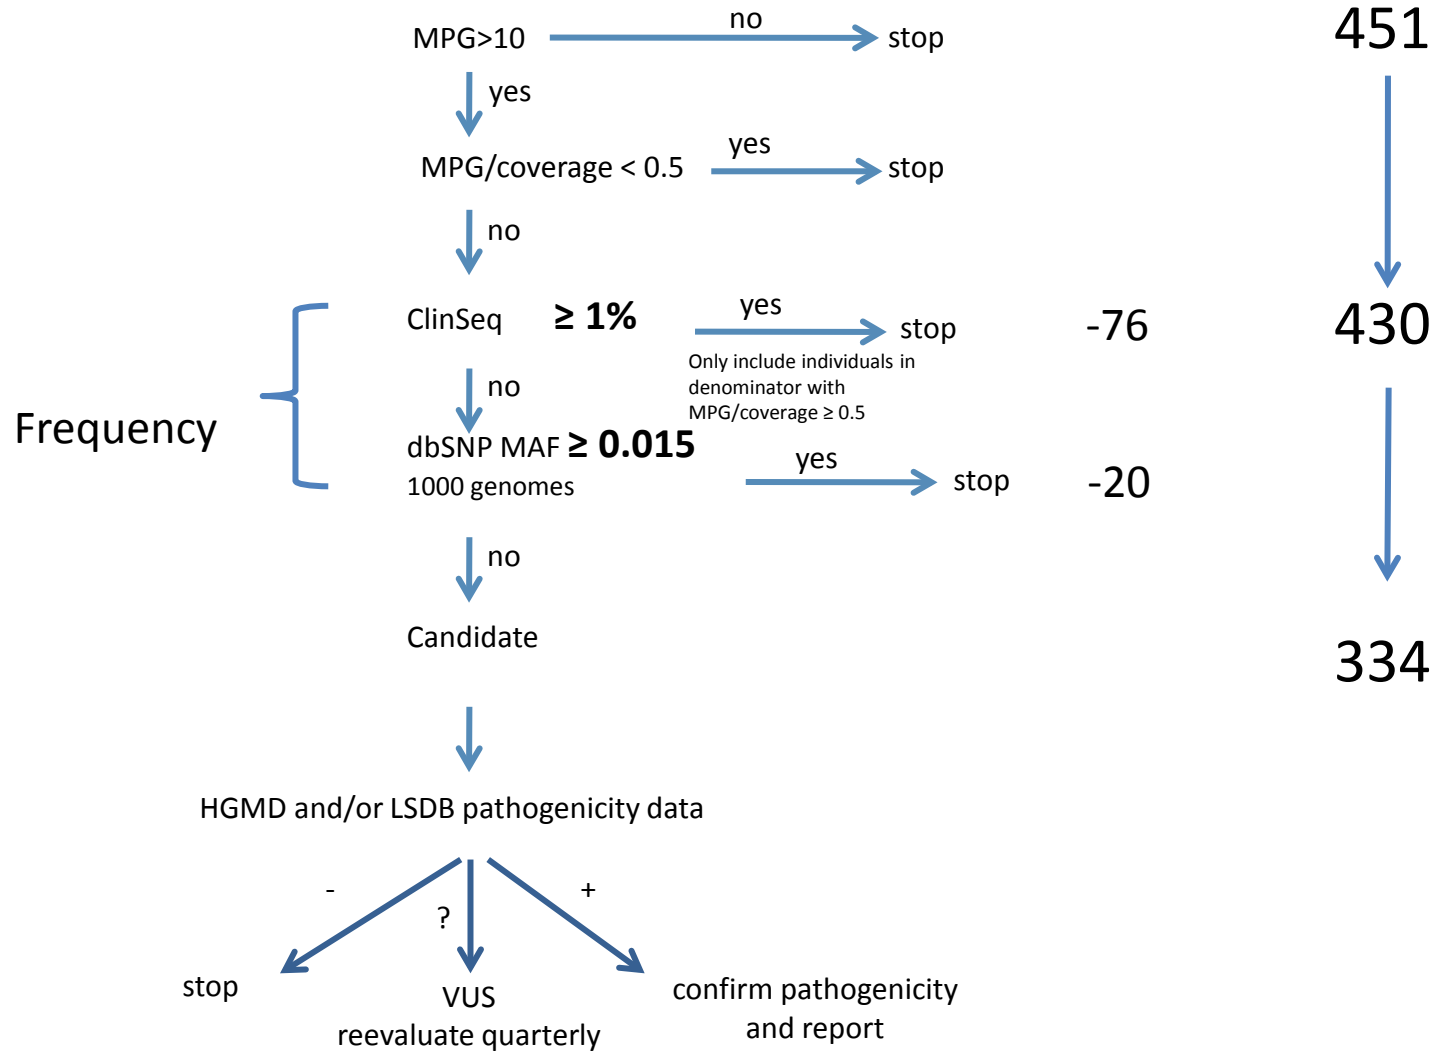 MPG>10 no stop 451
yes
MPG/coverage < 0.5 yes stop
no
ClinSeq ≥ 1% yes stop -76 430
Only include individuals in
denominator with
MPG/coverage ≥ 0.5
no
Frequency
dbSNP MAF ≥ 0.015 yes stop -20
1000 genomes
no
Candidate 334
HGMD and/or LSDB pathogenicity data
- ? +
stop
VUS
reevaluate quarterly
confirm pathogenicity
and report